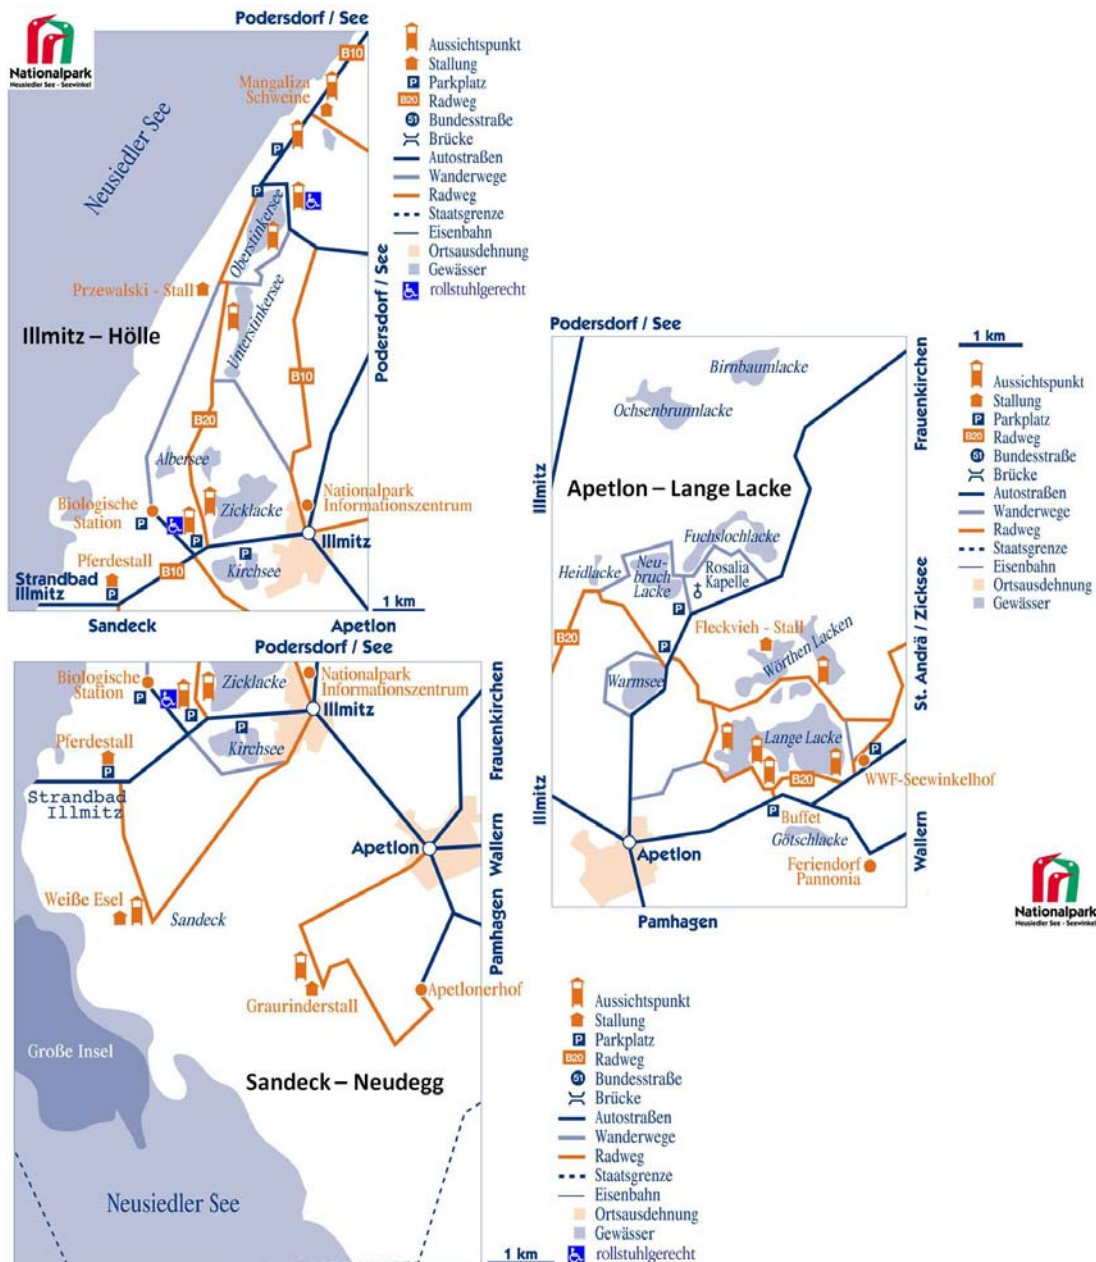 Podersdorf / See
Nationalpark
Neusiedler See - Seewinkel
B10
Mangaliza
Schweine
P
Neusiedler See
P
Oberstinkersee
Przewalski - Stall
Unterstinkersee
Podersdorf / See
Illmitz – Hölle
B10
B20
Albersee
Biologische
Station
Zicklacke
Nationalpark
Informationszentrum
P
P
Illmitz
Pferdestall
P
Kirchsee
Strandbad
Illmitz
B10
P
1 km
Sandeck
Apetlon
Aussichtspunkt
Stallung
P Parkplatz
B20 Radweg
51 Bundesstraße
Brücke
Autostraßen
Wanderwege
Radweg
Staatsgrenze
Eisenbahn
Ortsausdehnung
Gewässer
rollstuhlgerecht
Podersdorf / See
Birnbaumlacke
Ochsenbrunnlacke
Frauenkirchen
Illmitz
Apetlon – Lange Lacke
Fuchslochlacke
Heidlacke
Neu-
bruch
Lacke
Rosalia
Kapelle
P
B20
Fleckvieh - Stall
P
Wörthen Lacken
Warmsee
St. Andrä / Zicksee
Lange Lacke
P
B20
WWF-Seewinkelhof
Illmitz
P
Buffet
Götschlacke
Apetlon
Feriendorf
Pannonia
Wallern
Pamhagen
1 km
Aussichtspunkt
Stallung
P Parkplatz
B20 Radweg
51 Bundesstraße
Brücke
Autostraßen
Wanderwege
Radweg
Staatsgrenze
Eisenbahn
Ortsausdehnung
Gewässer
Nationalpark
Neusiedler See - Seewinkel
Podersdorf / See
Biologische
Station
Zicklacke
Nationalpark
Informationszentrum
P
P
Illmitz
P
Pferdestall
Kirchsee
P
Strandbad
Illmitz
Frauenkirchen
Apetlon
Wallern
Weiße Esel
Sandeck
Pamhagen
Graurinderstall
Apetlonerhof
Große Insel
Sandeck – Neudegg
Neusiedler See
1 km
Aussichtspunkt
Stallung
P Parkplatz
B20 Radweg
51 Bundesstraße
Brücke
Autostraßen
Wanderwege
Radweg
Staatsgrenze
Eisenbahn
Ortsausdehnung
Gewässer
rollstuhlgerecht